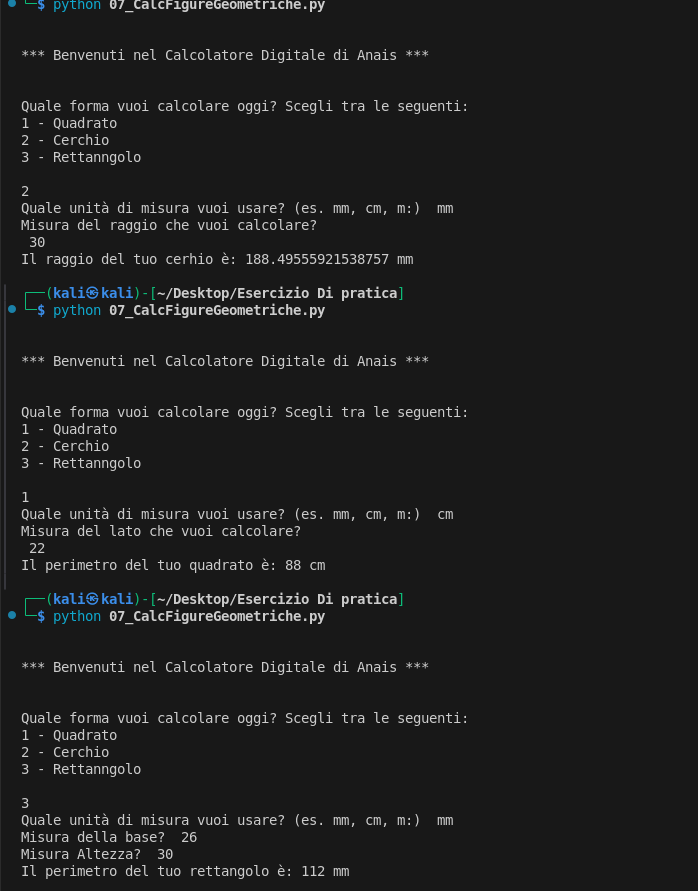 └─$ python 07_CalcFigureGeometriche.py
*** Benvenuti nel Calcolatore Digitale di Anais ***
Quale forma vuoi calcolare oggi? Scegli tra le seguenti:
1 - Quadrato
2 - Cerchio
3 - Rettanngolo
2
Quale unità di misura vuoi usare? (es. mm, cm, m:)  mm
Misura del raggio che vuoi calcolare?
 30
Il raggio del tuo cerhio è: 188.49555921538757 mm
┌──(kali㉿kali)-[~/Desktop/Esercizio Di pratica]
└─$ python 07_CalcFigureGeometriche.py
*** Benvenuti nel Calcolatore Digitale di Anais ***
Quale forma vuoi calcolare oggi? Scegli tra le seguenti:
1 - Quadrato
2 - Cerchio
3 - Rettanngolo
1
Quale unità di misura vuoi usare? (es. mm, cm, m:)  cm
Misura del lato che vuoi calcolare?
 22
Il perimetro del tuo quadrato è: 88 cm
┌──(kali㉿kali)-[~/Desktop/Esercizio Di pratica]
└─$ python 07_CalcFigureGeometriche.py
*** Benvenuti nel Calcolatore Digitale di Anais ***
Quale forma vuoi calcolare oggi? Scegli tra le seguenti:
1 - Quadrato
2 - Cerchio
3 - Rettanngolo
3
Quale unità di misura vuoi usare? (es. mm, cm, m:)  mm
Misura della base?  26
Misura Altezza?  30
Il perimetro del tuo rettangolo è: 112 mm